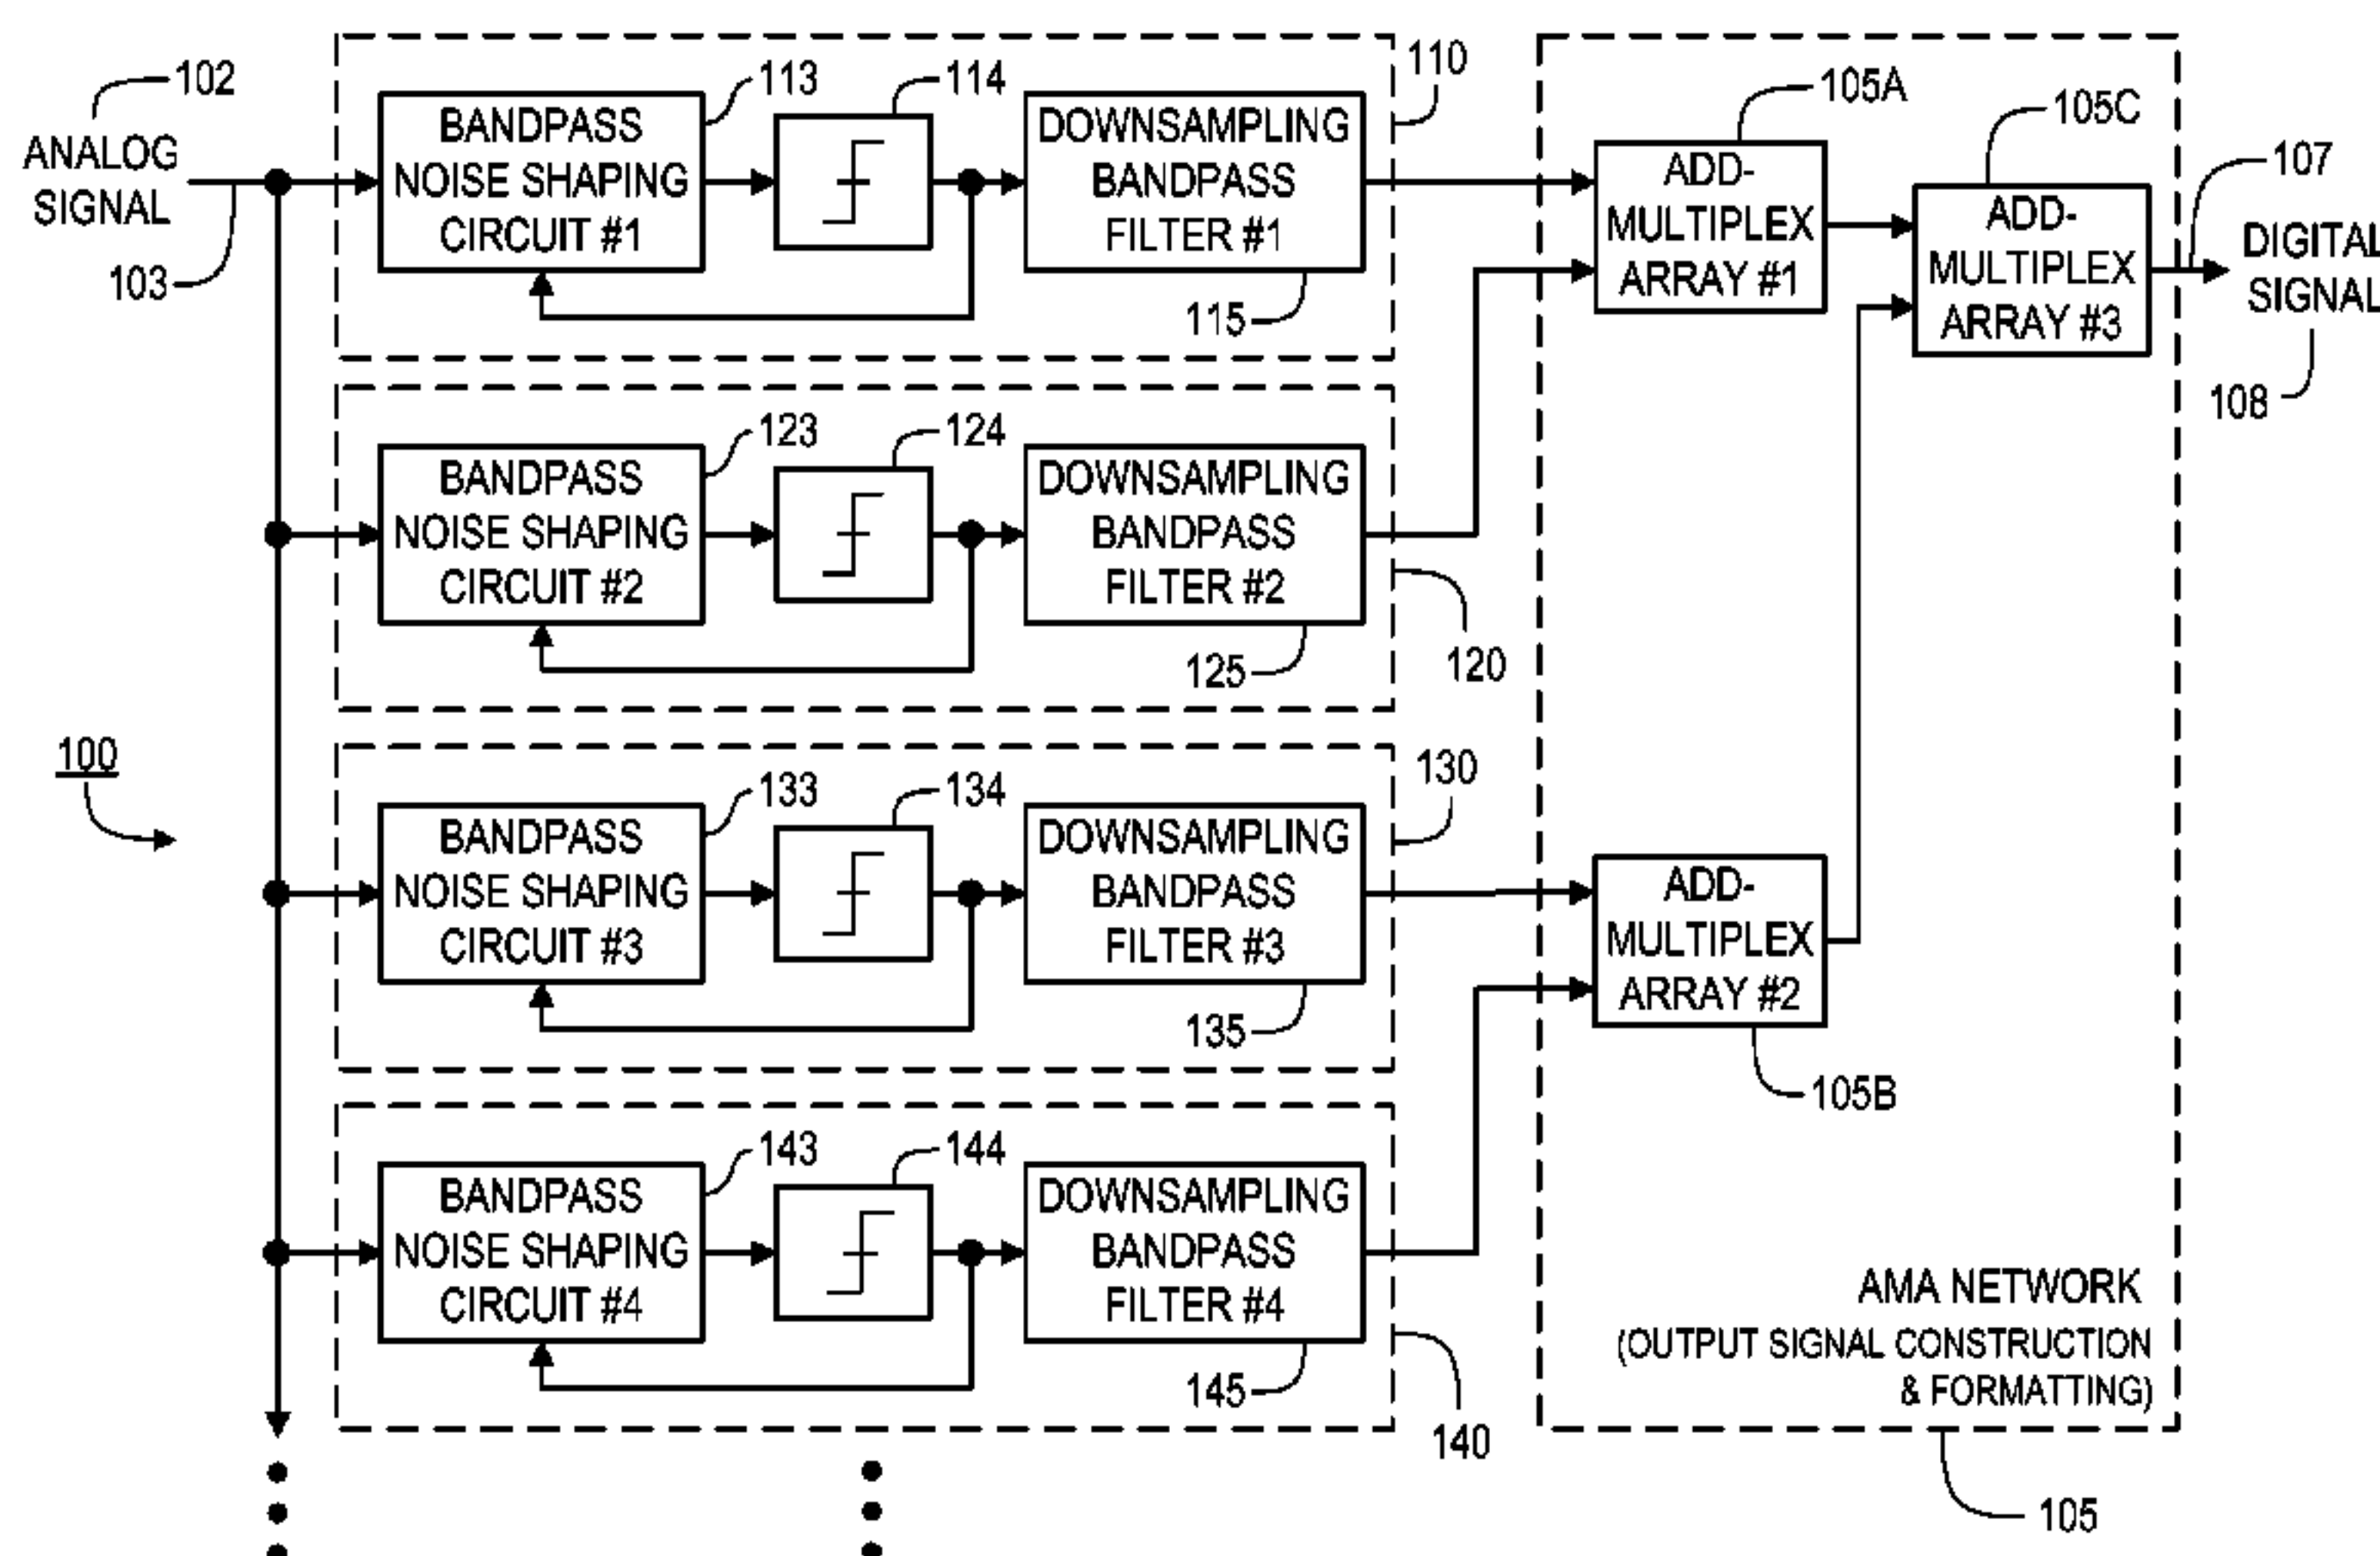 102
ANALOG
SIGNAL
103
110
113
114
BANDPASS
NOISE SHAPING
CIRCUIT #1
DOWNSAMPLING
BANDPASS
FILTER #1
115
105A
105C
107
ADD-
MULTIPLEX
ARRAY #1
ADD-
MULTIPLEX
ARRAY #3
DIGITAL
SIGNAL
108
123
124
BANDPASS
NOISE SHAPING
CIRCUIT #2
DOWNSAMPLING
BANDPASS
FILTER #2
125
120
100
133
134
130
BANDPASS
NOISE SHAPING
CIRCUIT #3
DOWNSAMPLING
BANDPASS
FILTER #3
135
ADD-
MULTIPLEX
ARRAY #2
105B
143
144
BANDPASS
NOISE SHAPING
CIRCUIT #4
DOWNSAMPLING
BANDPASS
FILTER #4
145
140
AMA NETWORK
(OUTPUT SIGNAL CONSTRUCTION
& FORMATTING)
105